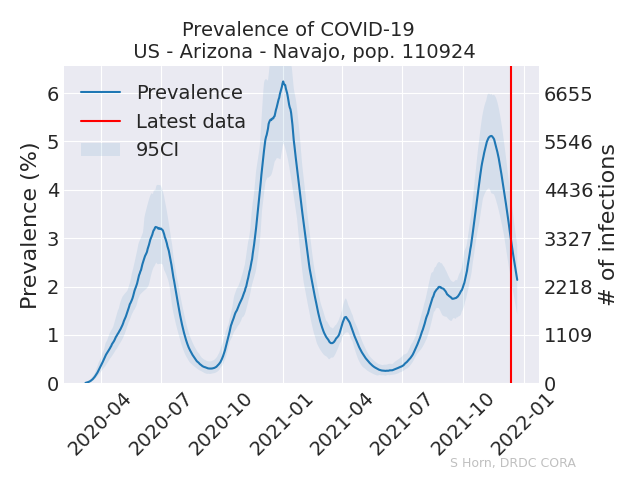 Prevalence of COVID-19
US - Arizona - Navajo, pop. 110924
Prevalence
Latest data
95CI
Prevalence (%)
6
5
4
3
2
1
0
6655
5546
4436
3327
2218
1109
0
# of infections
2020-04
2020-07
2020-10
2021-01
2021-04
2021-07
2021-10
2022-01
S Horn, DRDC CORA